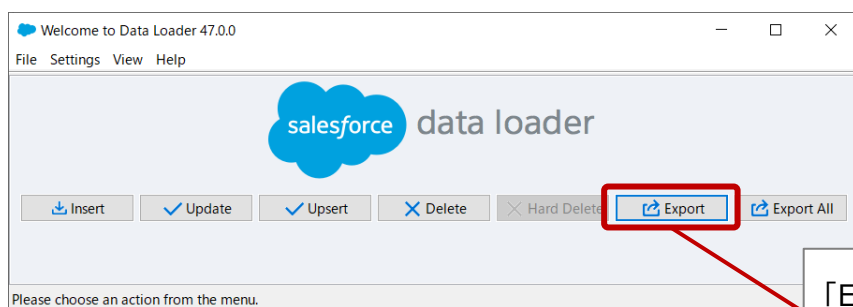 Welcome to Data Loader 47.0.0
File Settings View Help
salesforce data loader
Insert Update Upsert Delete Hard Delete Export Export All
「E
Please choose an action from the menu.